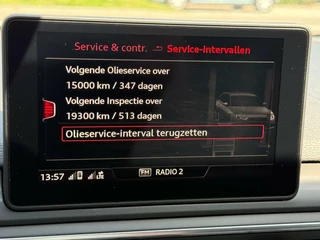 Service & contr. Service-intervallen
Volgende Olieservice over
15000 km / 347 dagen
Volgende Inspectie over
19300 km / 513 dagen
Olieservice-interval terugzetten
13:57 FM RADIO 2